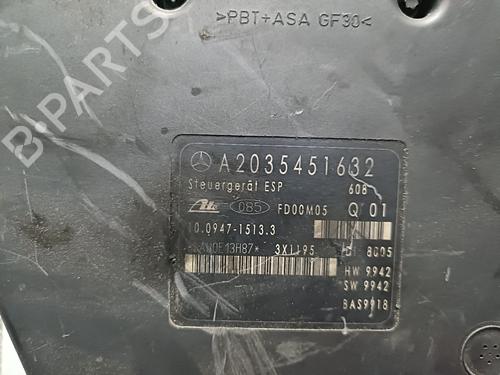 >PBT+ASA GF30<
A2035451632
Steuergerät ESP 608
Ate 085 FD00M05 Q 01
10.0947-1513.3
3X1195 8005
HW 9942
SW 9942
BAS9918